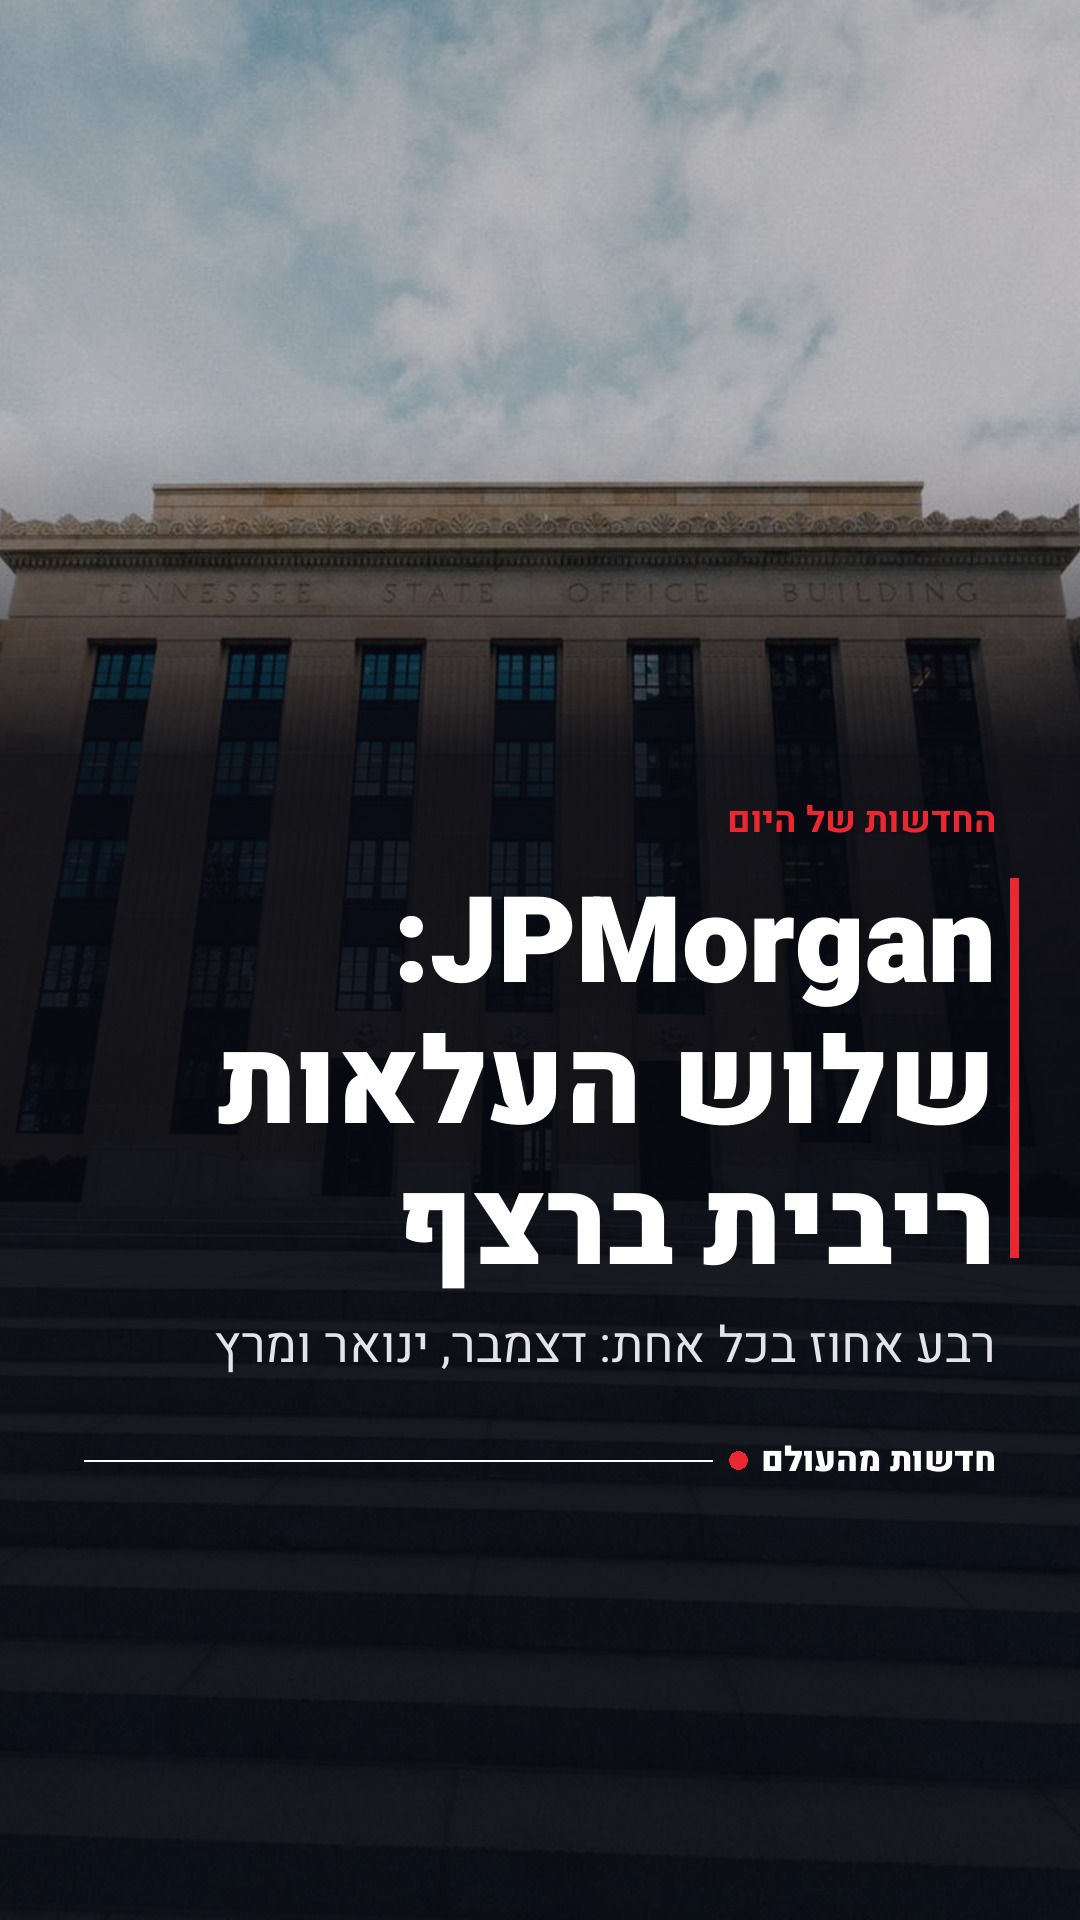 TENNESSEE STATE OFFICE BUILDING
החדשות של היום
JPMorgan:
שלוש העלאות
ריבית ברצף
רבע אחוז בכל אחת: דצמבר, ינואר ומרץ
חדשות מהעולם